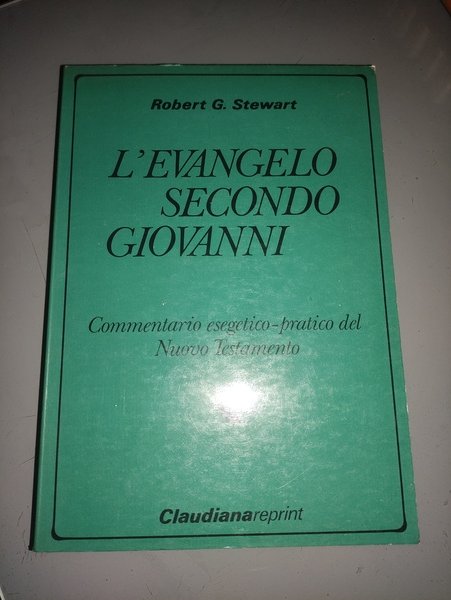 Robert G. Stewart
L'EVANGELO
SECONDO
GIOVANNI
Commentario esegetico-pratico del
Nuovo Testamento
Claudianareprint